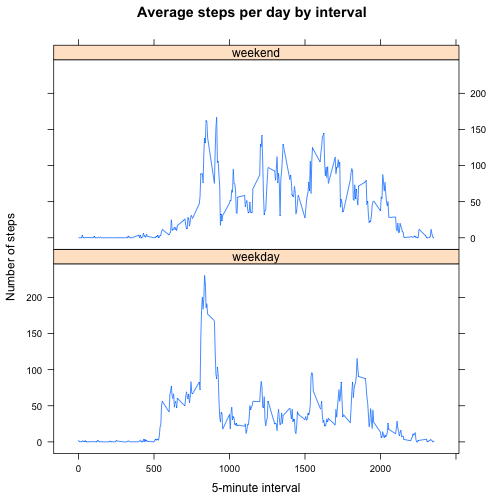 Average steps per day by interval
weekend
200
150
100
50
0
Number of steps
weekday
200
150
100
50
0
0 500 1000 1500 2000
5-minute interval